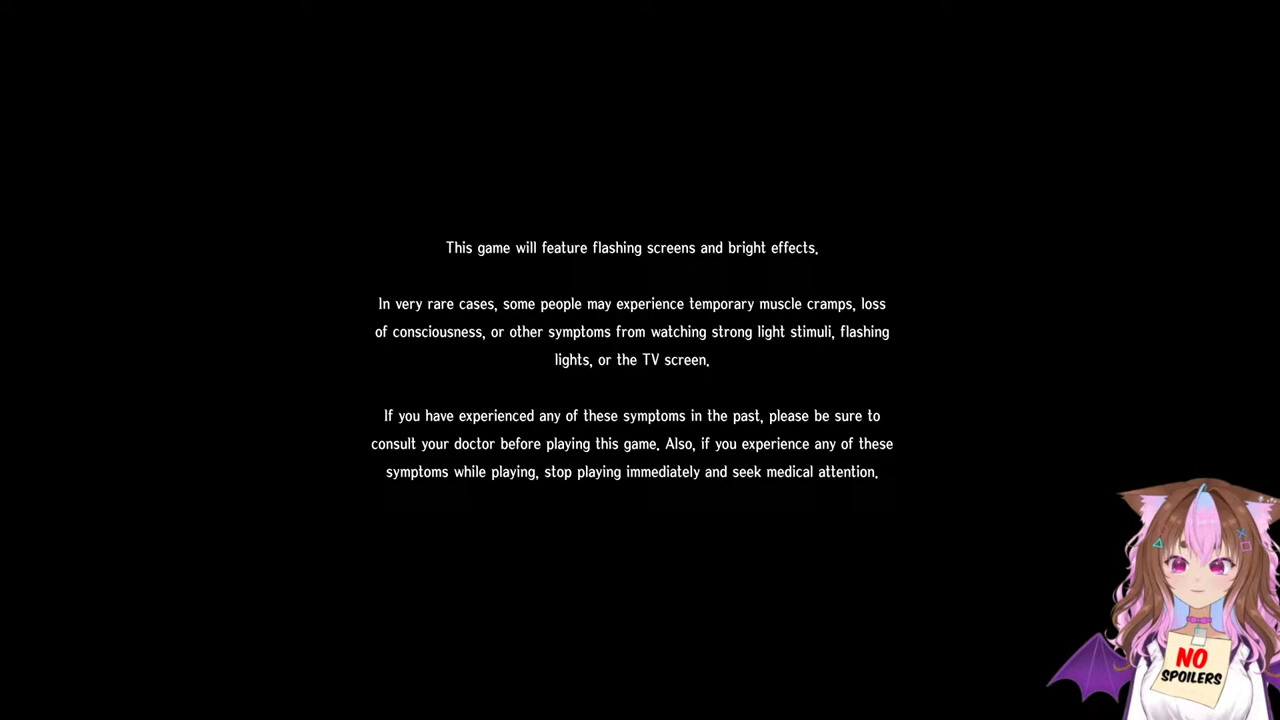 This game will feature flashing screens and bright effects.
In very rare cases, some people may experience temporary muscle cramps, loss
of consciousness, or other symptoms from watching strong light stimuli, flashing
lights, or the TV screen.
If you have experienced any of these symptoms in the past, please be sure to
consult your doctor before playing this game. Also, if you experience any of these
symptoms while playing, stop playing immediately and seek medical attention.
NO
SPOILERS